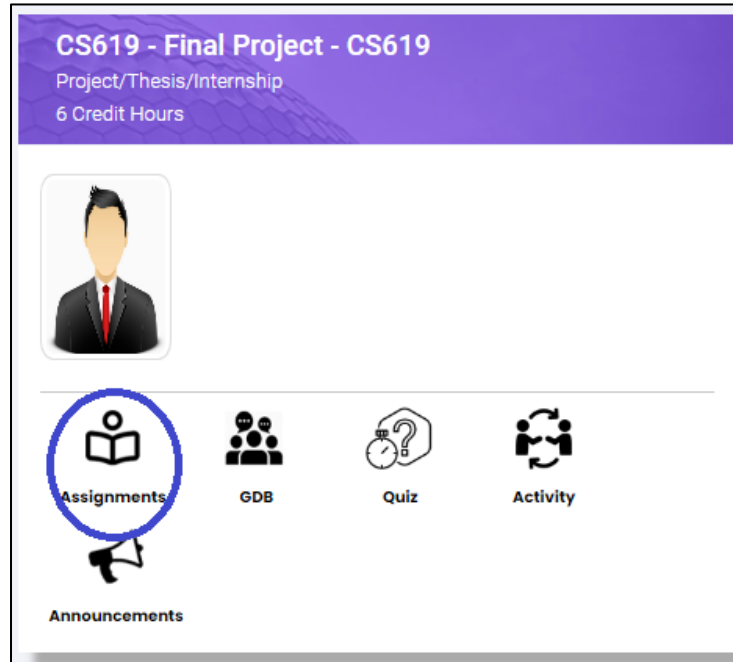 CS619 - Final Project - CS619
Project/Thesis/Internship
6 Credit Hours
Assignments GDB Quiz Activity
Announcements